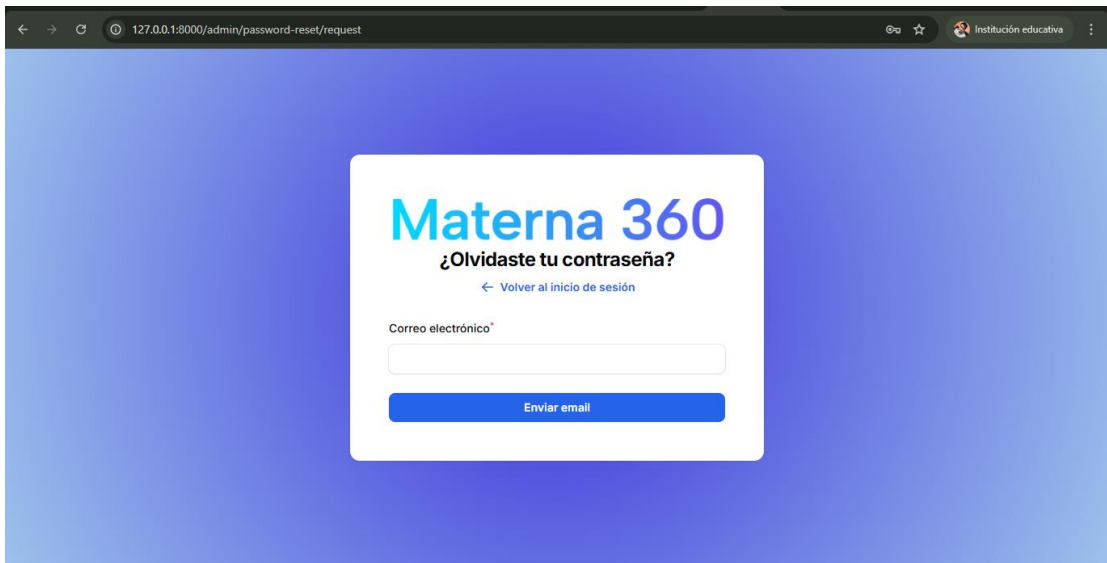 127.0.0.1:8000/admin/password-reset/request
Institución educativa
Materna 360
¿Olvidaste tu contraseña?
← Volver al inicio de sesión
Correo electrónico*
Enviar email